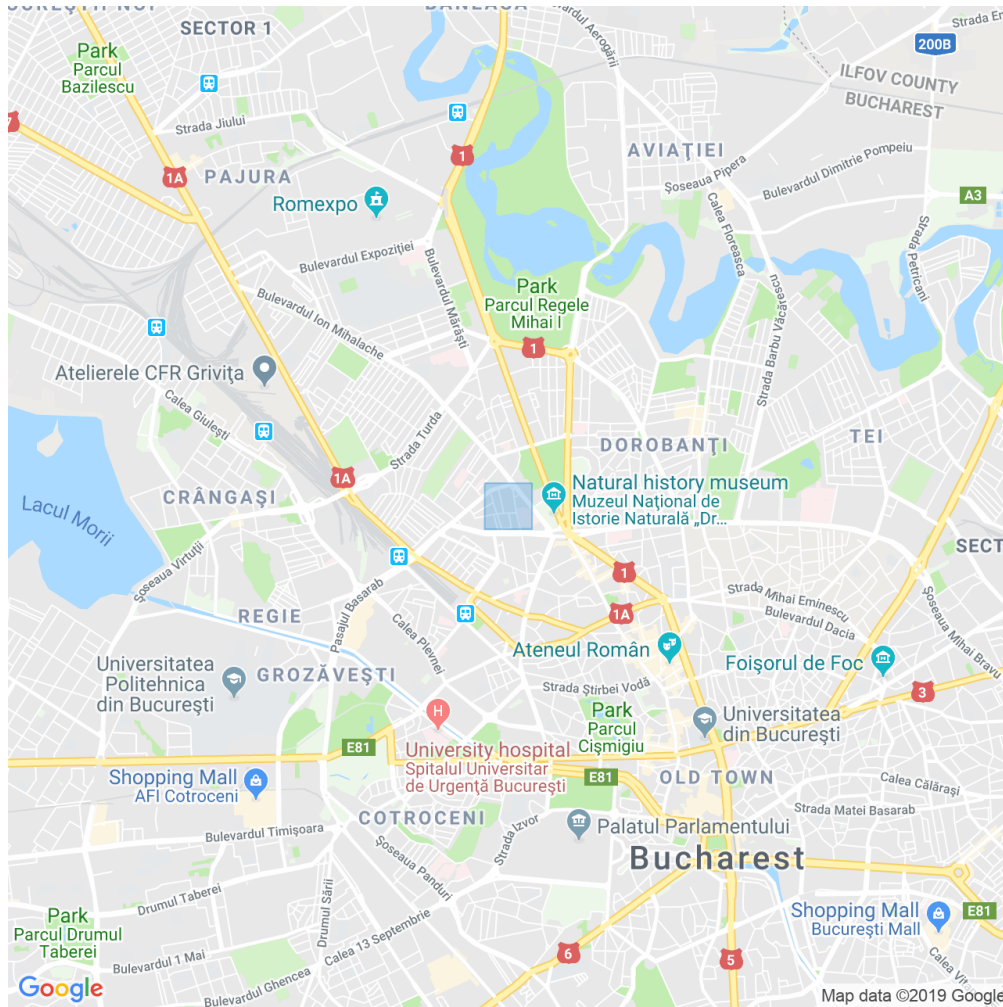 SECTOR 1
200B
Park
Parcul
Bazilescu
ILFOV COUNTY
BUCHAREST
Bulevardul Aerogării
Strada Jiului
1
AVIAȚIEI
Bulevardul Dimitrie Pompeiu
PAJURA
1A
Șoseaua Pipera
Romexpo
Calea Floreasca
A3
Strada Petricani
Bulevardul Expoziției
Bulevardul Mărăști
Park
Parcul Regele
Mihai I
Bulevardul Ion Mihalache
Strada Barbu Văcărescu
1
Atelierele CFR Grivița
Calea Giulești
Strada Turda
DOROBANȚI
TEI
1A
CRÂNGAȘI
Natural history museum
Muzeul Național de
Istorie Naturală „Dr...
Lacul Morii
Șoseaua Virtuții
Pasajul Basarab
1
Strada Mihai Eminescu
Bulevardul Dacia
Șoseaua Mihai Bravu
REGIE
Calea Plevnei
1A
Ateneul Român
Foișorul de Foc
Universitatea
Politehnica
din București
GROZĂVEȘTI
Strada Știrbei Vodă
3
Park
Parcul
Cișmigiu
Universitatea
din București
H
University hospital
Spitalul Universitar
de Urgență București
E81
E81
OLD TOWN
Shopping Mall
AFI Cotroceni
Calea Călărași
Strada Matei Basarab
COTROCENI
Strada Izvor
Palatul Parlamentului
Bulevardul Timișoara
Șoseaua Panduri
Bucharest
Drumul Taberei
Drumul Sării
Park
Parcul Drumul
Taberei
Calea 13 Septembrie
Shopping Mall
București Mall
E81
Bulevardul 1 Mai
Bulevardul Ghencea
6
5
Google
Map data ©2019 Google